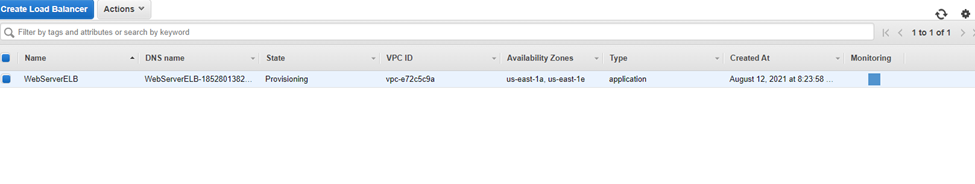 Create Load Balancer Actions
Filter by tags and attributes or search by keyword 1 to 1 of 1
Name DNS name State VPC ID Availability Zones Type Created At Monitoring
WebServerELB WebServerELB-1852801382... Provisioning vpc-e72c5c9a us-east-1a, us-east-1e application August 12, 2021 at 8:23:58 ...